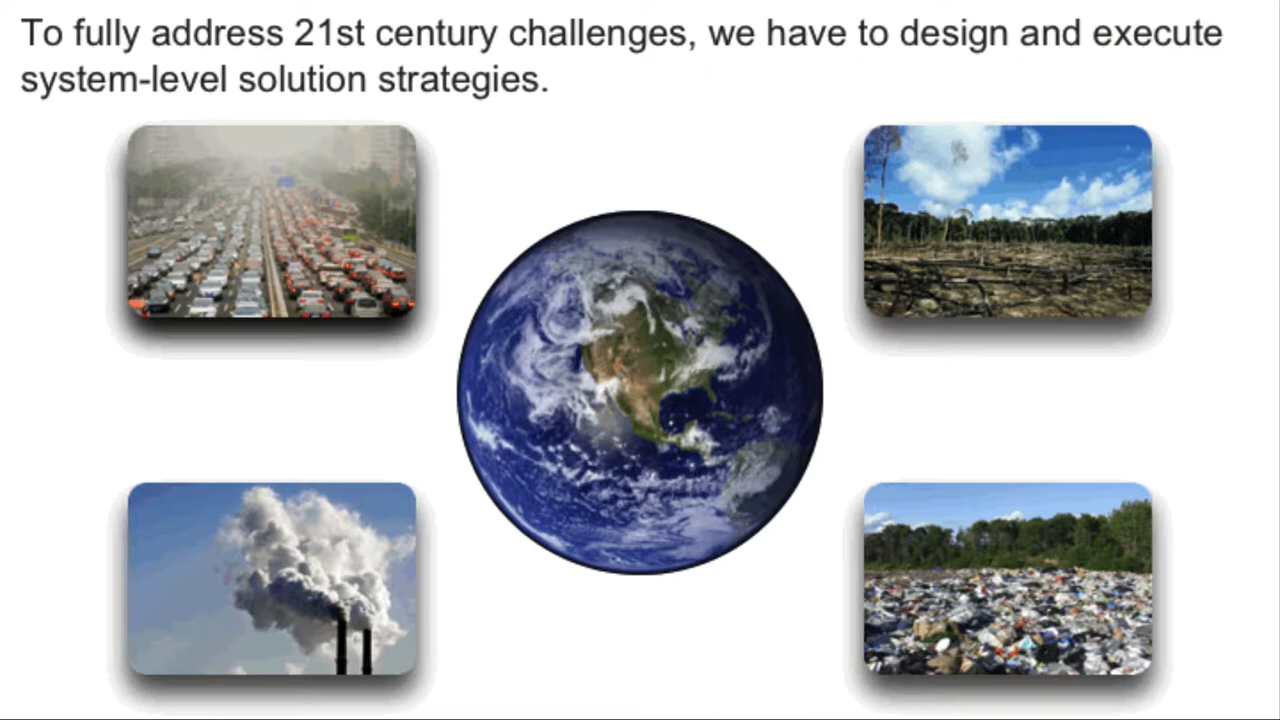 To fully address 21st century challenges, we have to design and execute
system-level solution strategies.